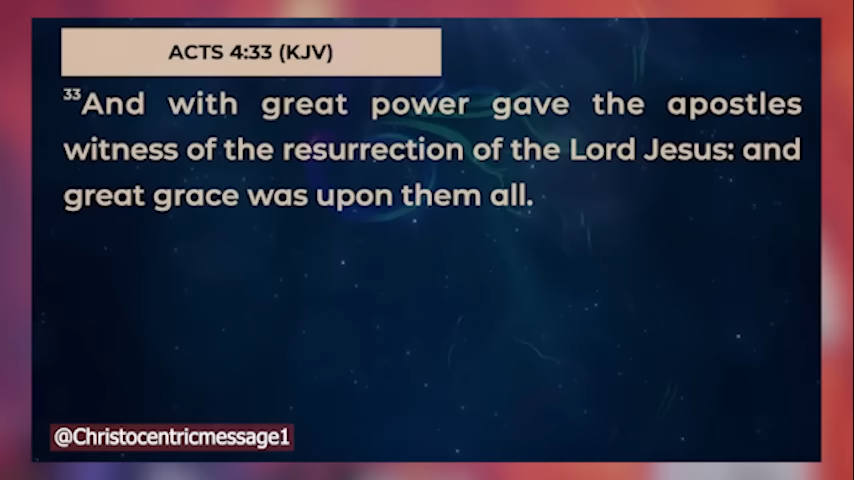 ACTS 4:33 (KJV)
33And with great power gave the apostles
witness of the resurrection of the Lord Jesus: and
great grace was upon them all.
@Christocentricmessage1